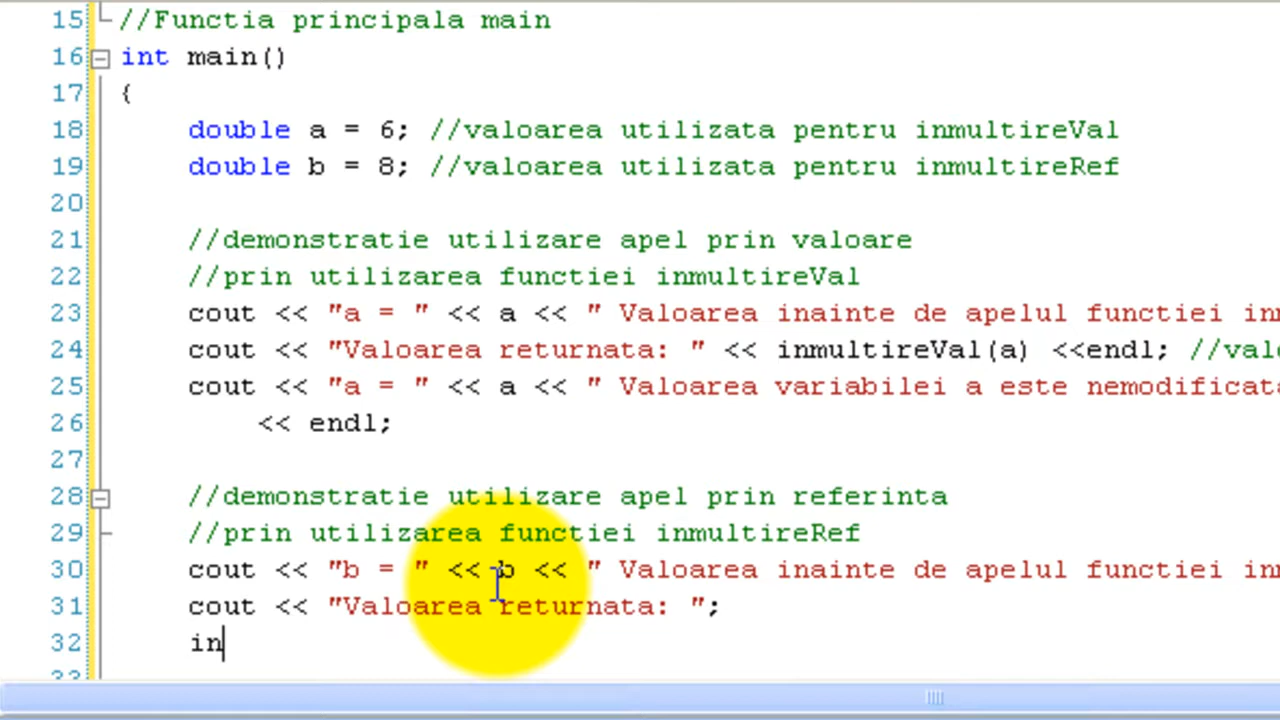 15 //Functia principala main
16 int main()
17 {
18 double a = 6; //valoarea utilizata pentru inmultireVal
19 double b = 8; //valoarea utilizata pentru inmultireRef
20
21 //demonstratie utilizare apel prin valoare
22 //prin utilizarea functiei inmultireVal
23 cout << "a = " << a << " Valoarea inainte de apelul functiei
24 cout << "Valoarea returnata: " << inmultireVal(a) <<endl;
25 cout << "a = " << a << " Valoarea variabilei a este
26 << endl;
27
28 //demonstratie utilizare apel prin referinta
29 //prin utilizarea functiei inmultireRef
30 cout << "b = " << b << " Valoarea inainte de apelul functiei
31 cout << "Valoarea returnata: ";
32 in